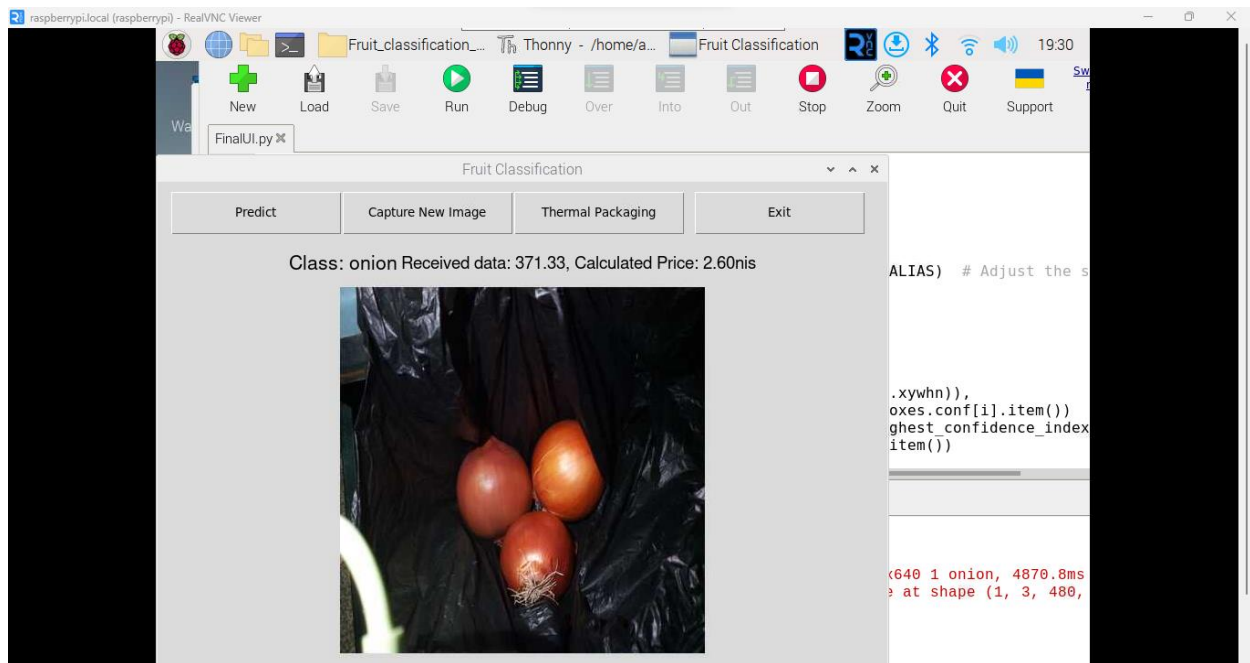 raspberrypi.local (raspberrypi) - RealVNC Viewer
Fruit_classification_... Thonny - /home/a... Fruit Classification 19:30
New Load Save Run Debug Over Into Out Stop Zoom Quit Support
Wa
FinalUI.py
Fruit Classification
Predict Capture New Image Thermal Packaging Exit
Class: onion Received data: 371.33, Calculated Price: 2.60nis
ALIAS) # Adjust the s
.xywhn)),
oxes.conf[i].item())
ghest_confidence_index
item())
x640 1 onion, 4870.8ms
e at shape (1, 3, 480,